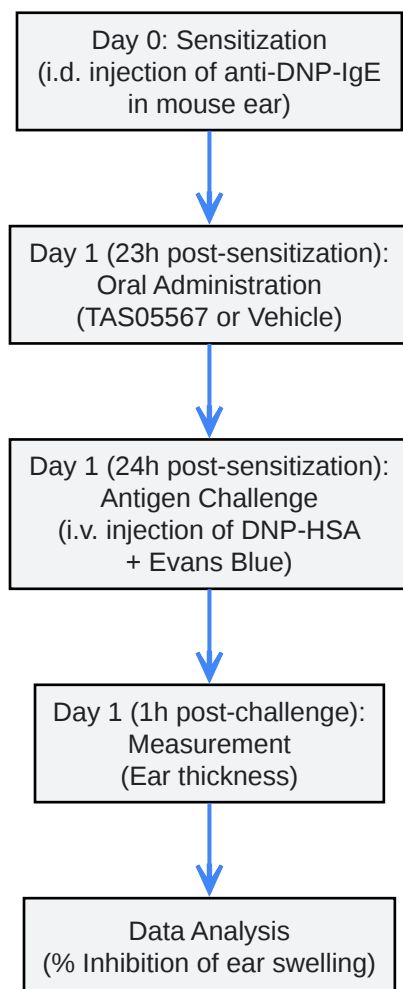 Day 0: Sensitization
(i.d. injection of anti-DNP-IgE
in mouse ear)
Day 1 (23h post-sensitization):
Oral Administration
(TAS05567 or Vehicle)
Day 1 (24h post-sensitization):
Antigen Challenge
(i.v. injection of DNP-HSA
+ Evans Blue)
Day 1 (1h post-challenge):
Measurement
(Ear thickness)
Data Analysis
(% Inhibition of ear swelling)